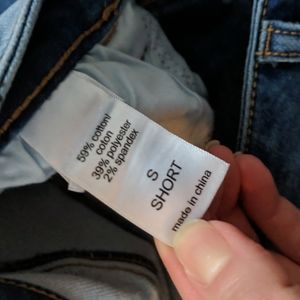 59% cotton/
coton
39% polyester
2% spandex
S
SHORT
made in china